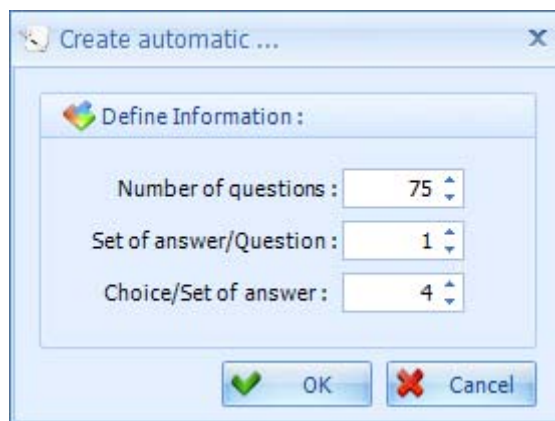 Create automatic ...
Define Information :
Number of questions : 75
Set of answer/Question : 1
Choice/Set of answer : 4
OK Cancel